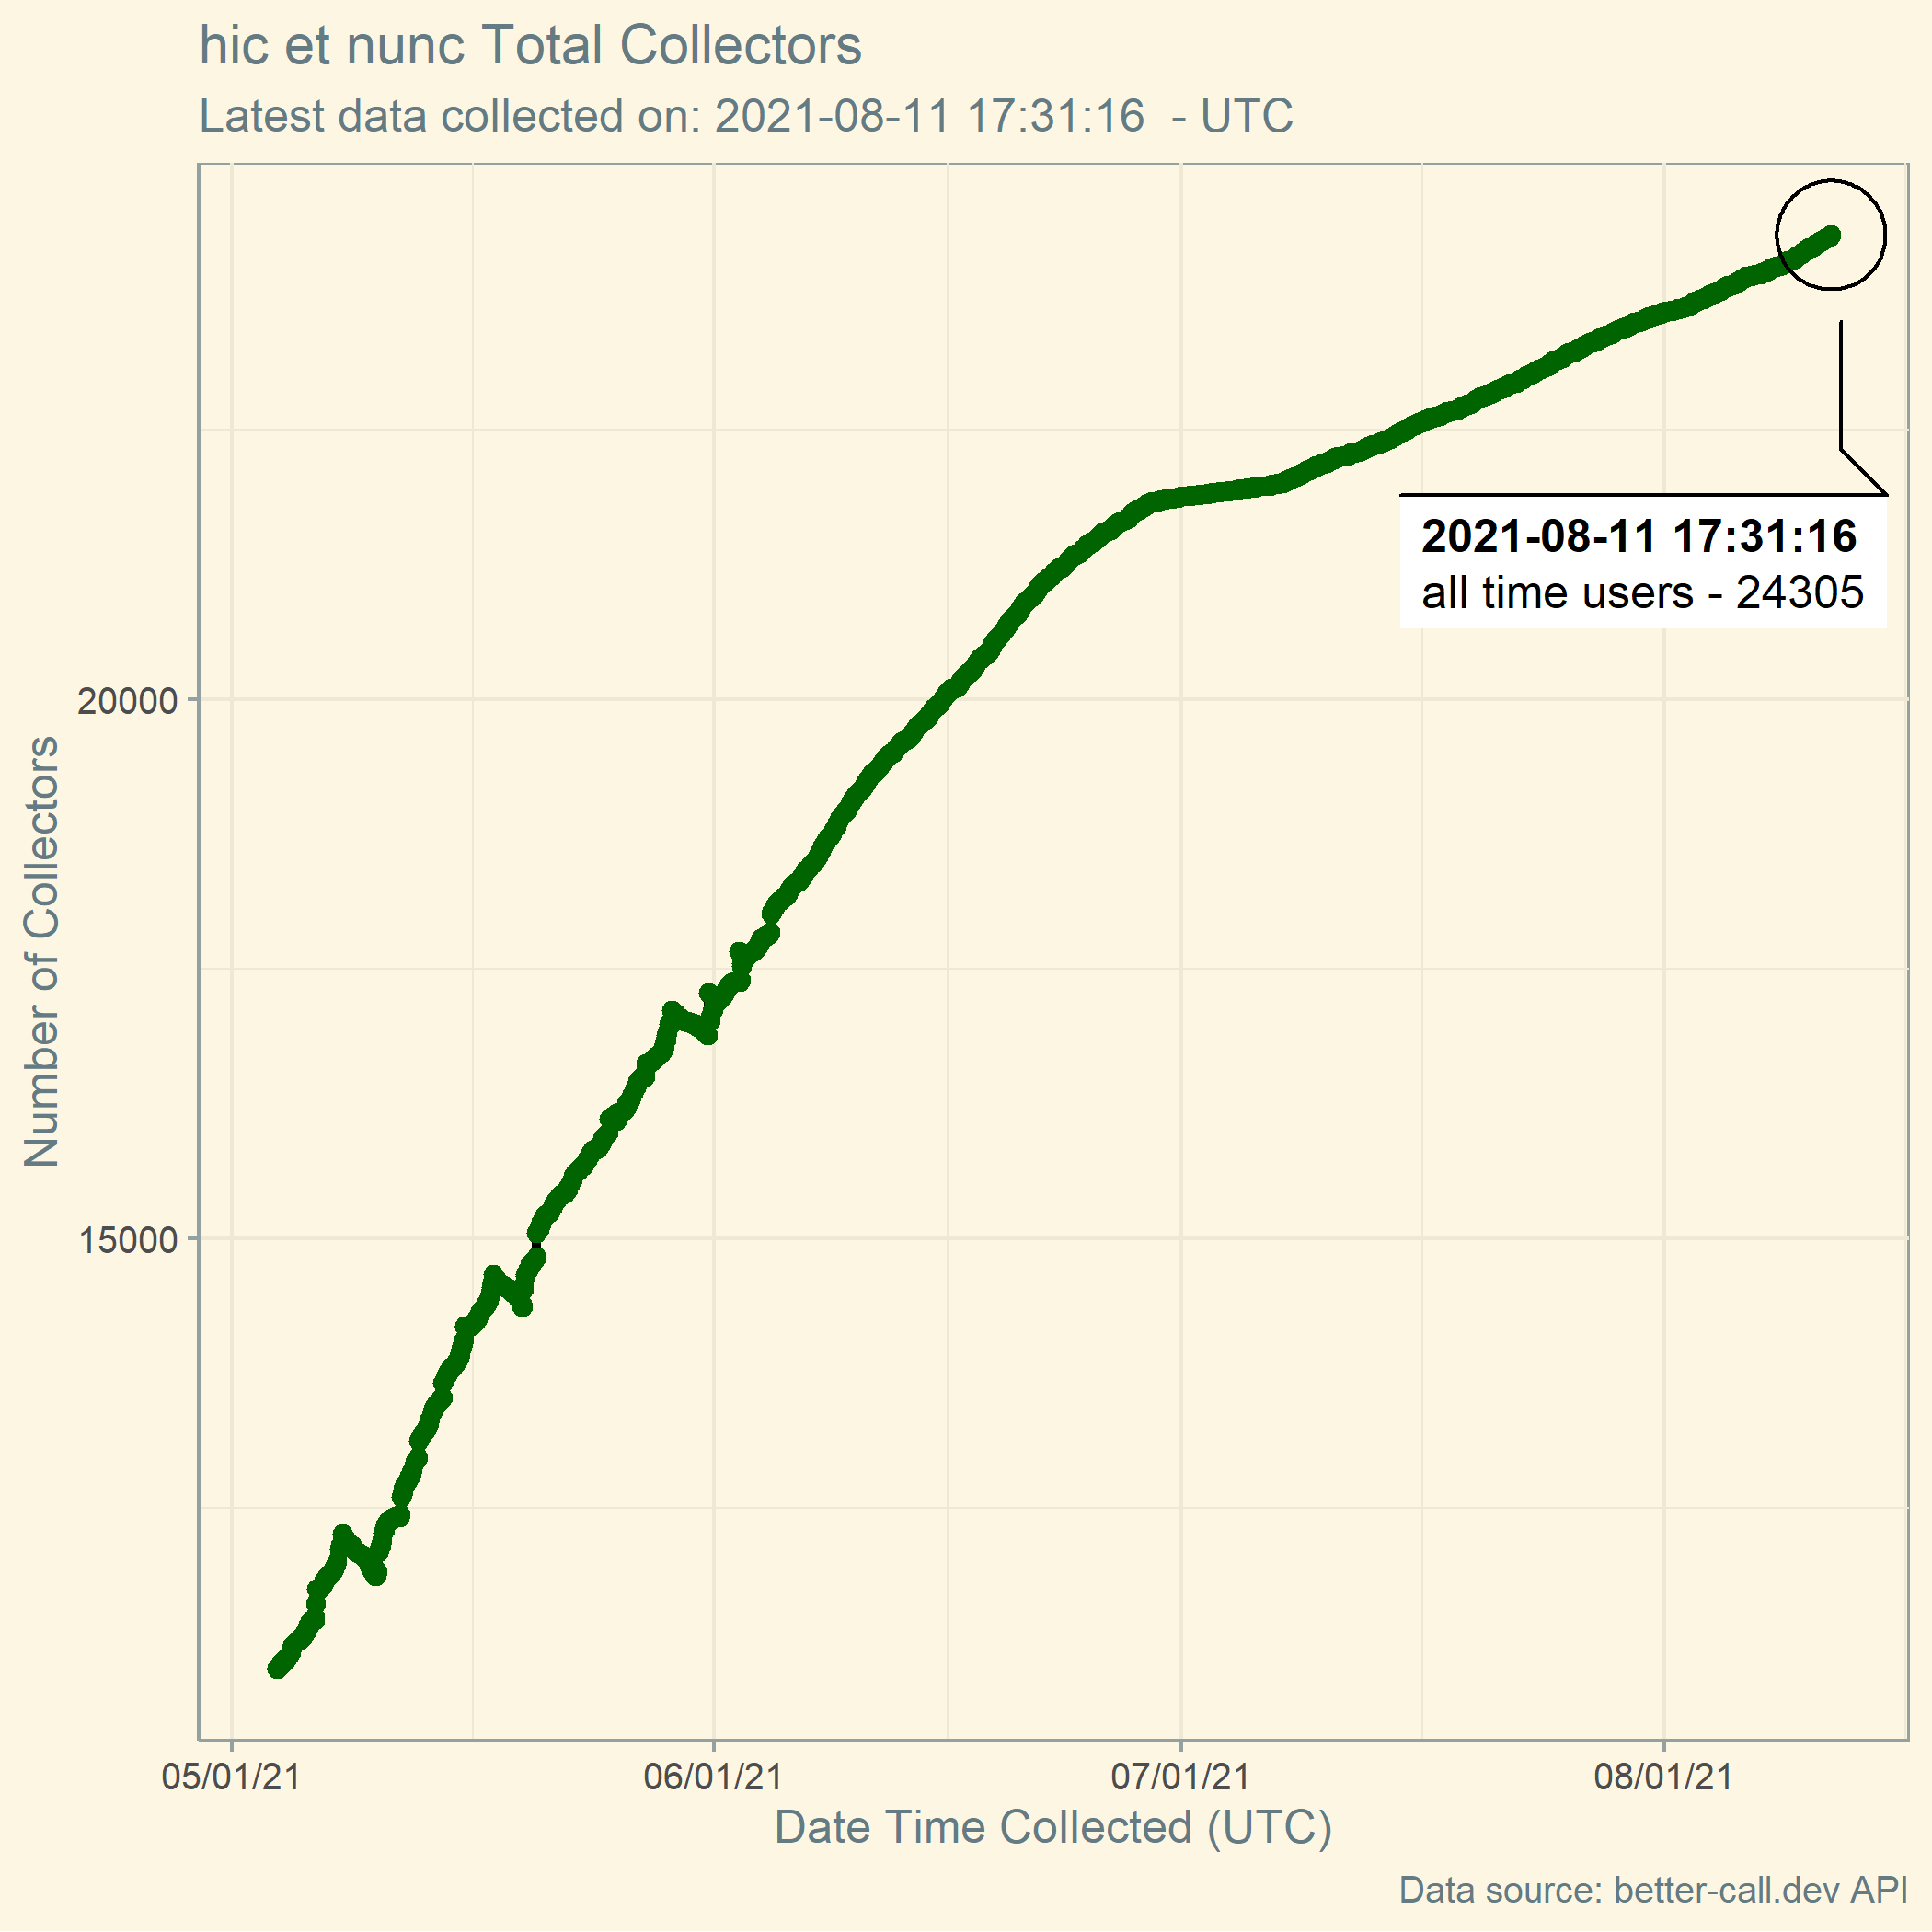 hic et nunc Total Collectors
Latest data collected on: 2021-08-11 17:31:16  - UTC
2021-08-11 17:31:16
all time users - 24305
Number of Collectors
20000
15000
05/01/21
06/01/21
07/01/21
08/01/21
Date Time Collected (UTC)
Data source: better-call.dev API